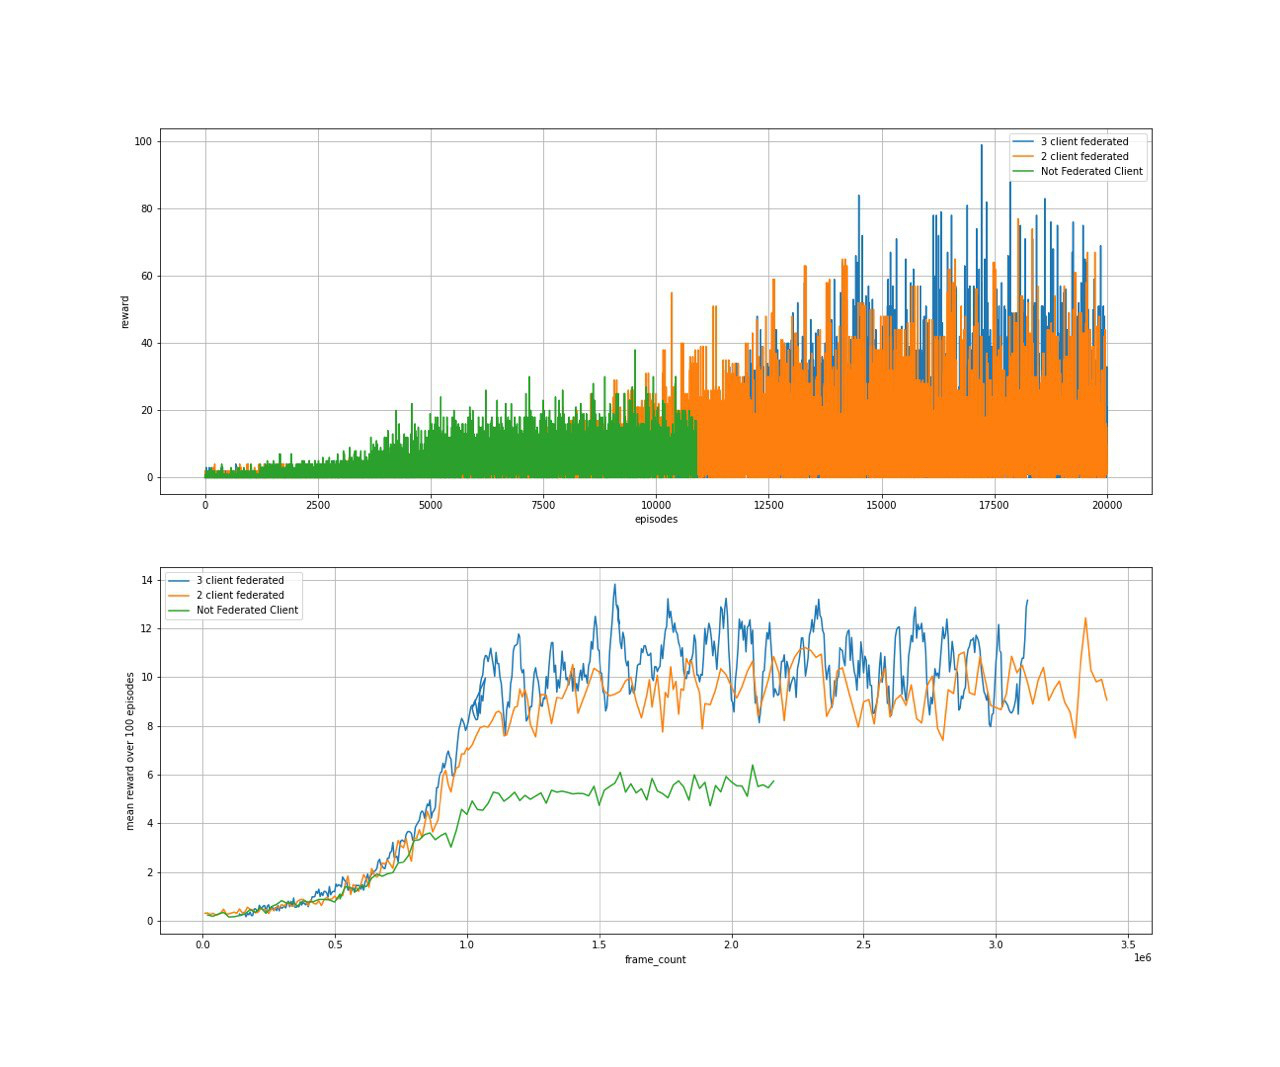 100
80
60
40
20
0
reward
3 client federated
2 client federated
Not Federated Client
0 2500 5000 7500 10000 12500 15000 17500 20000
episodes
14
12
10
8
6
4
2
0
mean reward over 100 episodes
3 client federated
2 client federated
Not Federated Client
0.0 0.5 1.0 1.5 2.0 2.5 3.0 3.5
1e6
frame_count